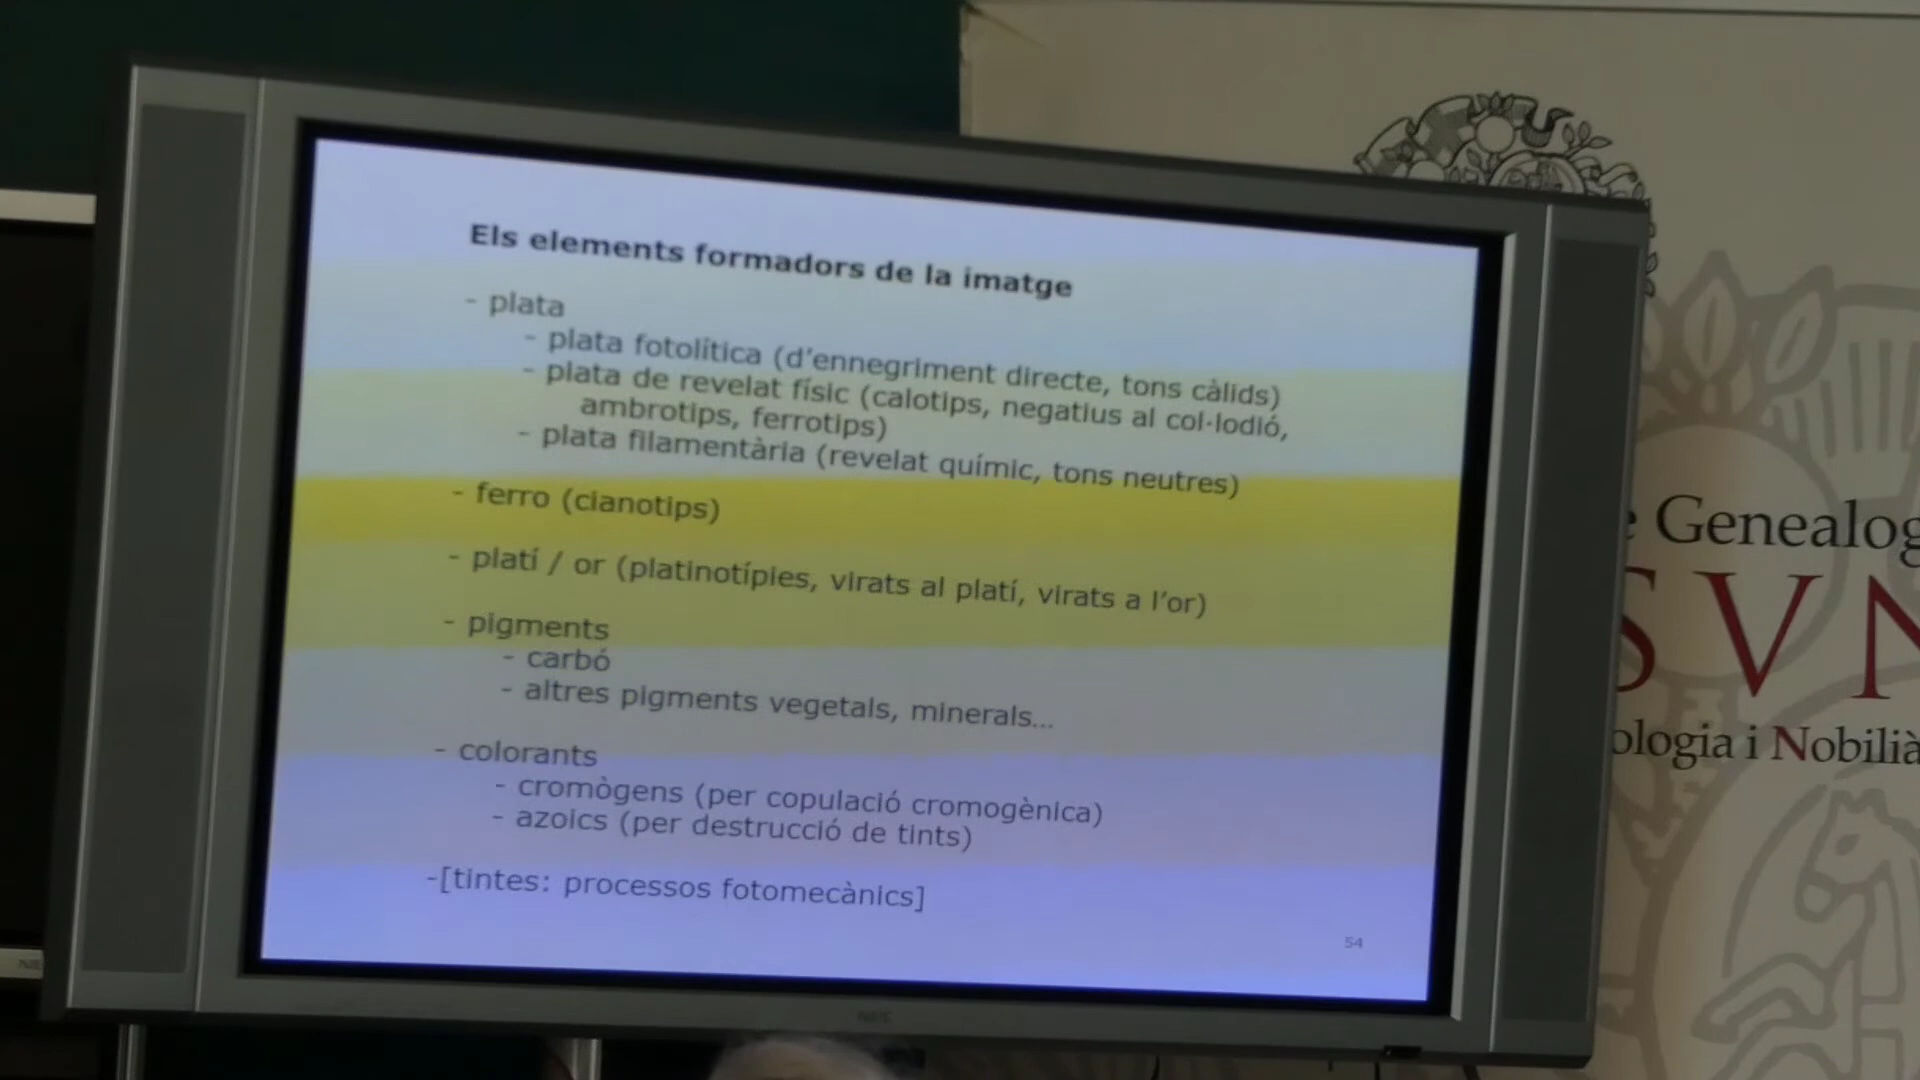 Els elements formadors de la imatge
- plata
- plata fotolítica (d'ennegriment directe, tons càlids)
- plata de revelat físic (calotips, negatius al col·lodió,
ambrotips, ferrotips)
- plata filamentària (revelat químic, tons neutres)
- ferro (cianotips)
- platí / or (platinotípies, virats al platí, virats a l'or)
- pigments
- carbó
- altres pigments vegetals, minerals...
- colorants
- cromògens (per copulació cromogènica)
- azoics (per destrucció de tints)
-[tintes: processos fotomecànics]
54
NEC
e Genealog
SVN
ologia i Nobilià